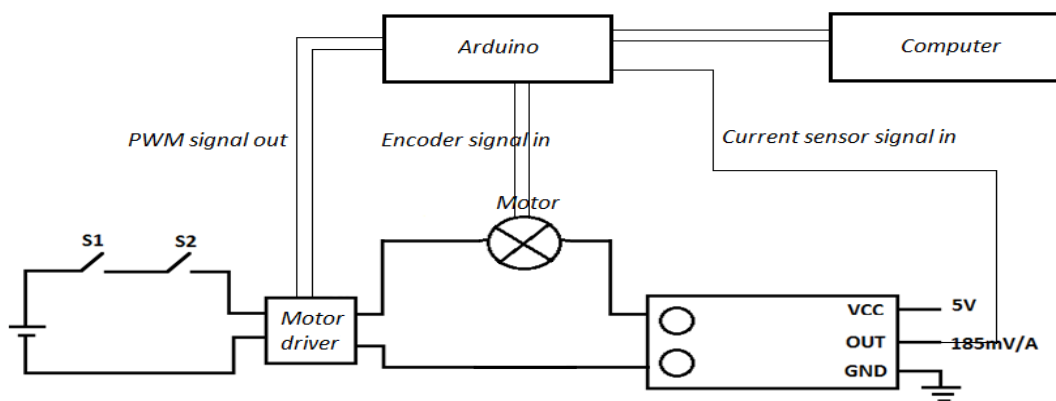 Arduino
Computer
PWM signal out
Encoder signal in
Current sensor signal in
Motor
S1
S2
Motor
driver
VCC
5V
OUT
185mV/A
GND